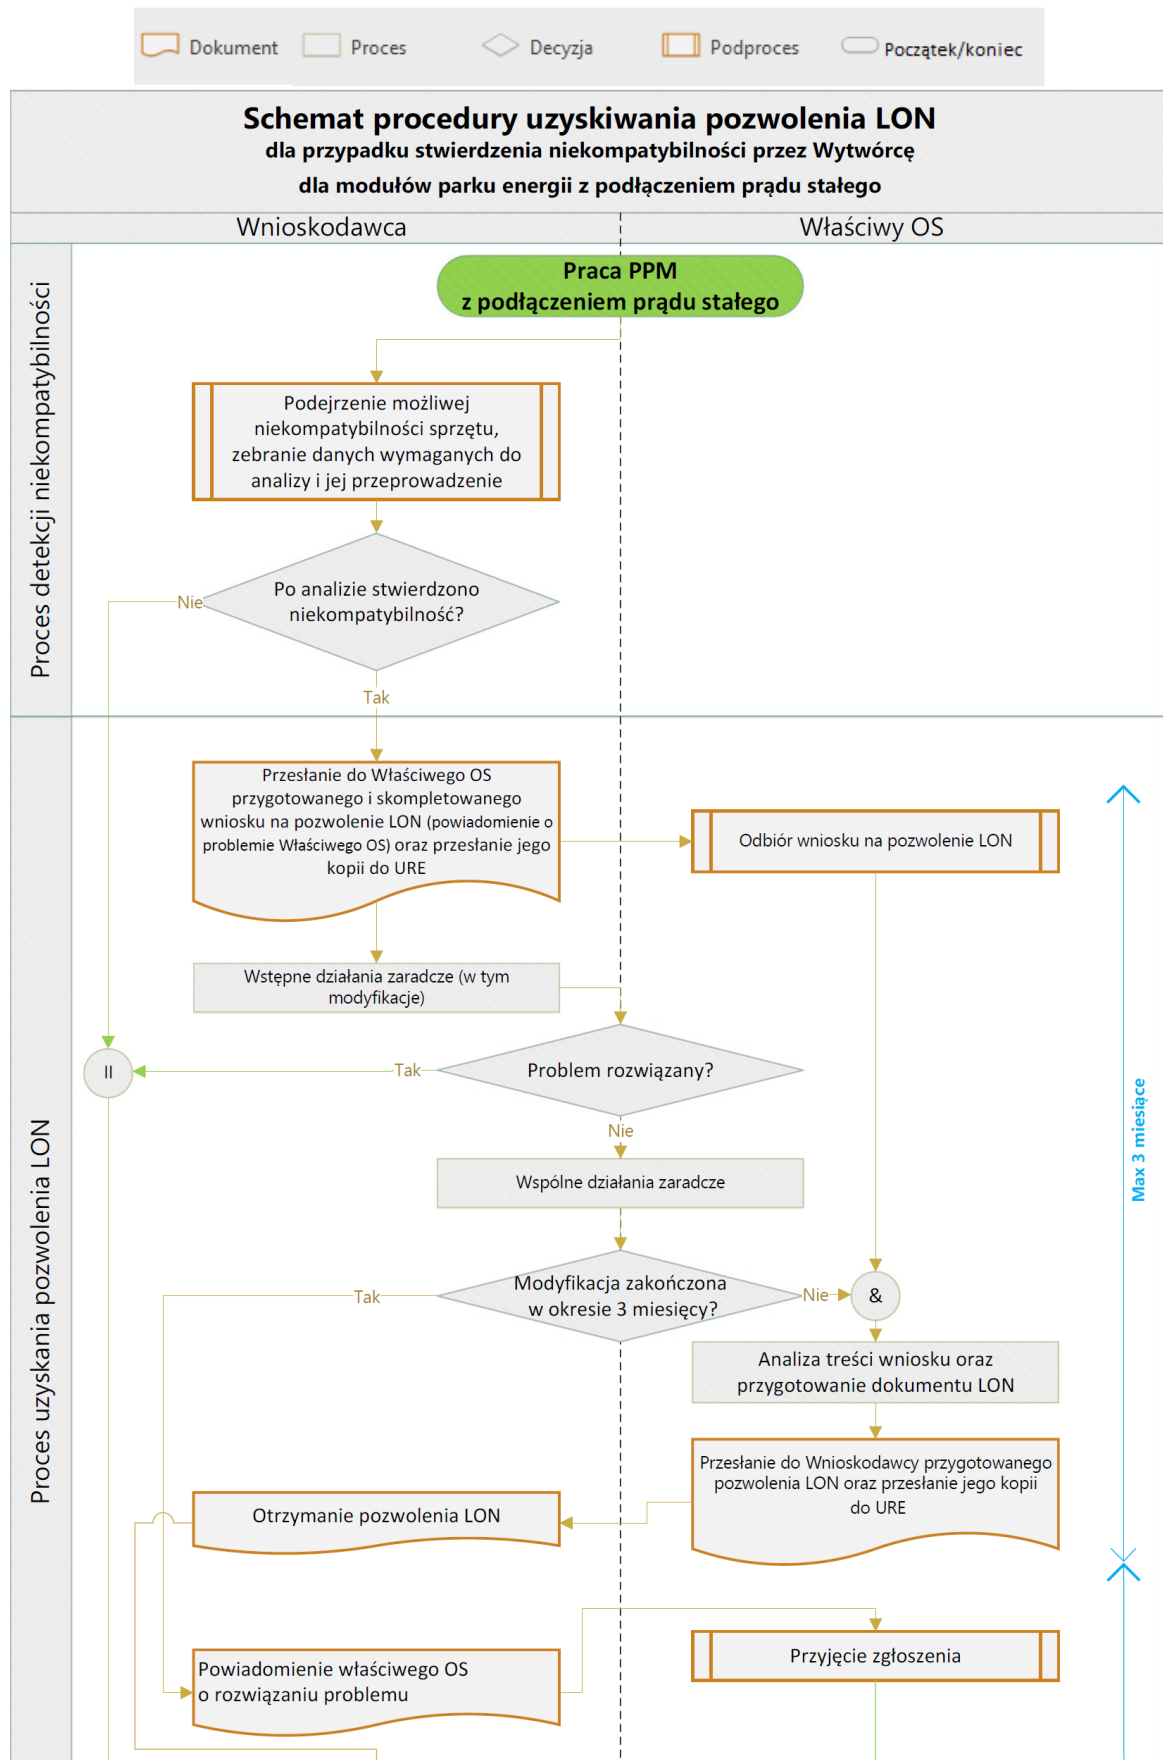 Dokument
Proces
Decyzja
Podproces
Początek/koniec
Schemat procedury uzyskiwania pozwolenia LON
dla przypadku stwierdzenia niekompatybilności przez Wytwórcę
dla modułów parku energii z podłączeniem prądu stałego
Wnioskodawca
Właściwy OS
Proces detekcji niekompatybilności
Praca PPM
z podłączeniem prądu stałego
Podejrzenie możliwej
niekompatybilności sprzętu,
zebranie danych wymaganych do
analizy i jej przeprowadzenie
Po analizie stwierdzono
niekompatybilność?
Nie
Tak
Proces uzyskania pozwolenia LON
Przesłanie do Właściwego OS
przygotowanego i skompletowanego
wniosku na pozwolenie LON (powiadomienie o
problemie Właściwego OS) oraz przesłanie jego
kopii do URE
Odbiór wniosku na pozwolenie LON
Wstępne działania zaradcze (w tym
modyfikacje)
II
Tak
Problem rozwiązany?
Nie
Max 3 miesiące
Wspólne działania zaradcze
Modyfikacja zakończona
w okresie 3 miesięcy?
Tak
Nie
&
Analiza treści wniosku oraz
przygotowanie dokumentu LON
Przesłanie do Wnioskodawcy przygotowanego
pozwolenia LON oraz przesłanie jego kopii
do URE
Otrzymanie pozwolenia LON
Przyjęcie zgłoszenia
Powiadomienie właściwego OS
o rozwiązaniu problemu